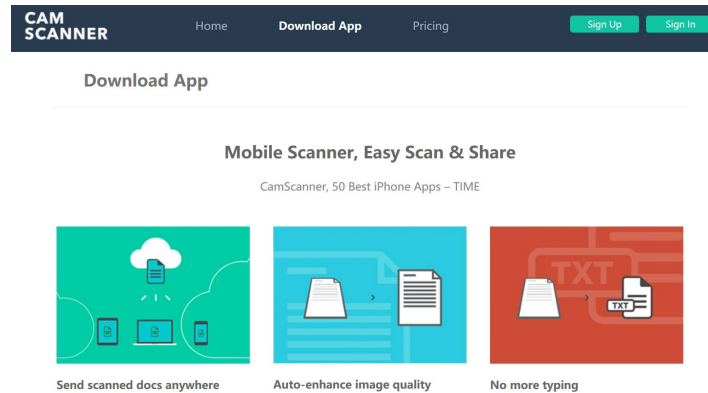 CAM
SCANNER
Home Download App Pricing Sign Up Sign In
Download App
Mobile Scanner, Easy Scan & Share
CamScanner, 50 Best iPhone Apps – TIME
TXT
TXT
Send scanned docs anywhere Auto-enhance image quality No more typing